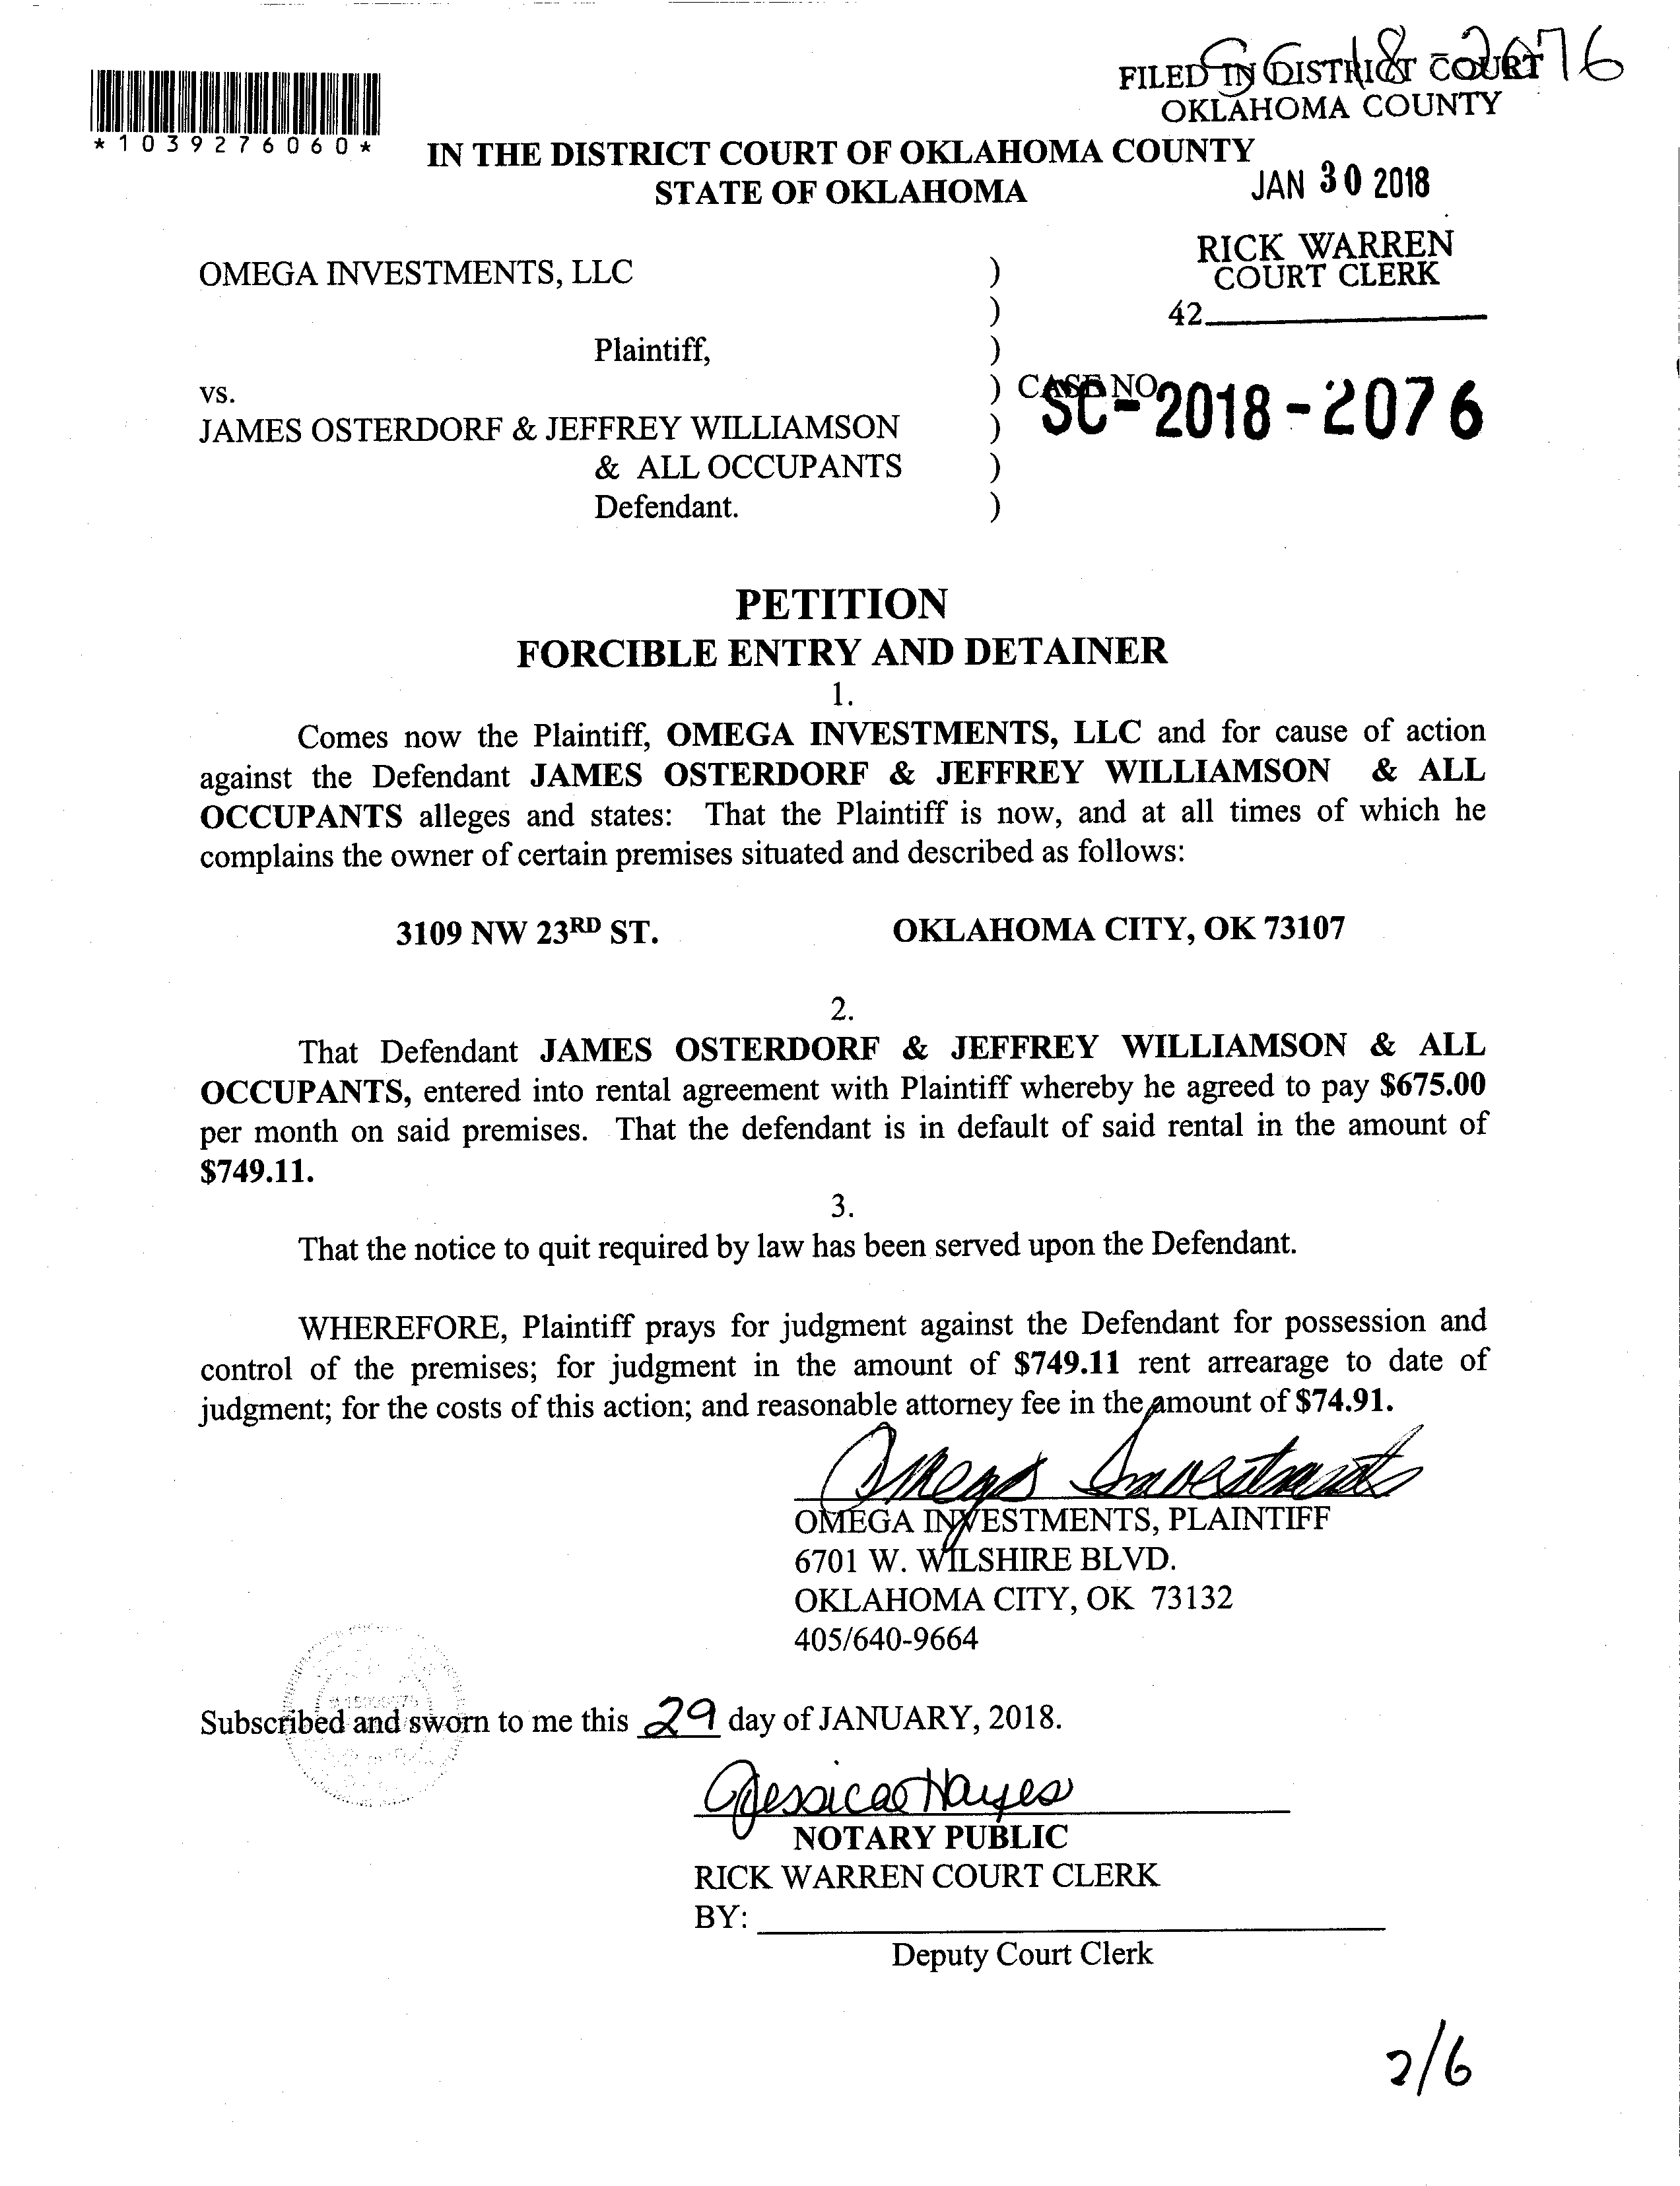 SC 18-2076
FILED IN DISTRICT COURT
OKLAHOMA COUNTY
*1039276060*
IN THE DISTRICT COURT OF OKLAHOMA COUNTY
STATE OF OKLAHOMA
JAN 30 2018
RICK WARREN
COURT CLERK
42
OMEGA INVESTMENTS, LLC )
)
Plaintiff, )
vs. ) CASE NO.
SC-2018-2076
JAMES OSTERDORF & JEFFREY WILLIAMSON )
& ALL OCCUPANTS )
Defendant. )
PETITION
FORCIBLE ENTRY AND DETAINER
1.
Comes now the Plaintiff, OMEGA INVESTMENTS, LLC and for cause of action
against the Defendant JAMES OSTERDORF & JEFFREY WILLIAMSON & ALL
OCCUPANTS alleges and states: That the Plaintiff is now, and at all times of which he
complains the owner of certain premises situated and described as follows:
3109 NW 23RD ST. OKLAHOMA CITY, OK 73107
2.
That Defendant JAMES OSTERDORF & JEFFREY WILLIAMSON & ALL
OCCUPANTS, entered into rental agreement with Plaintiff whereby he agreed to pay $675.00
per month on said premises. That the defendant is in default of said rental in the amount of
$749.11.
3.
That the notice to quit required by law has been served upon the Defendant.
WHEREFORE, Plaintiff prays for judgment against the Defendant for possession and
control of the premises; for judgment in the amount of $749.11 rent arrearage to date of
judgment; for the costs of this action; and reasonable attorney fee in the amount of $74.91.
Omega Investments
OMEGA INVESTMENTS, PLAINTIFF
6701 W. WILSHIRE BLVD.
OKLAHOMA CITY, OK 73132
405/640-9664
Subscribed and sworn to me this 29 day of JANUARY, 2018.
Jessica Hayes
NOTARY PUBLIC
RICK WARREN COURT CLERK
BY:
Deputy Court Clerk
2/6